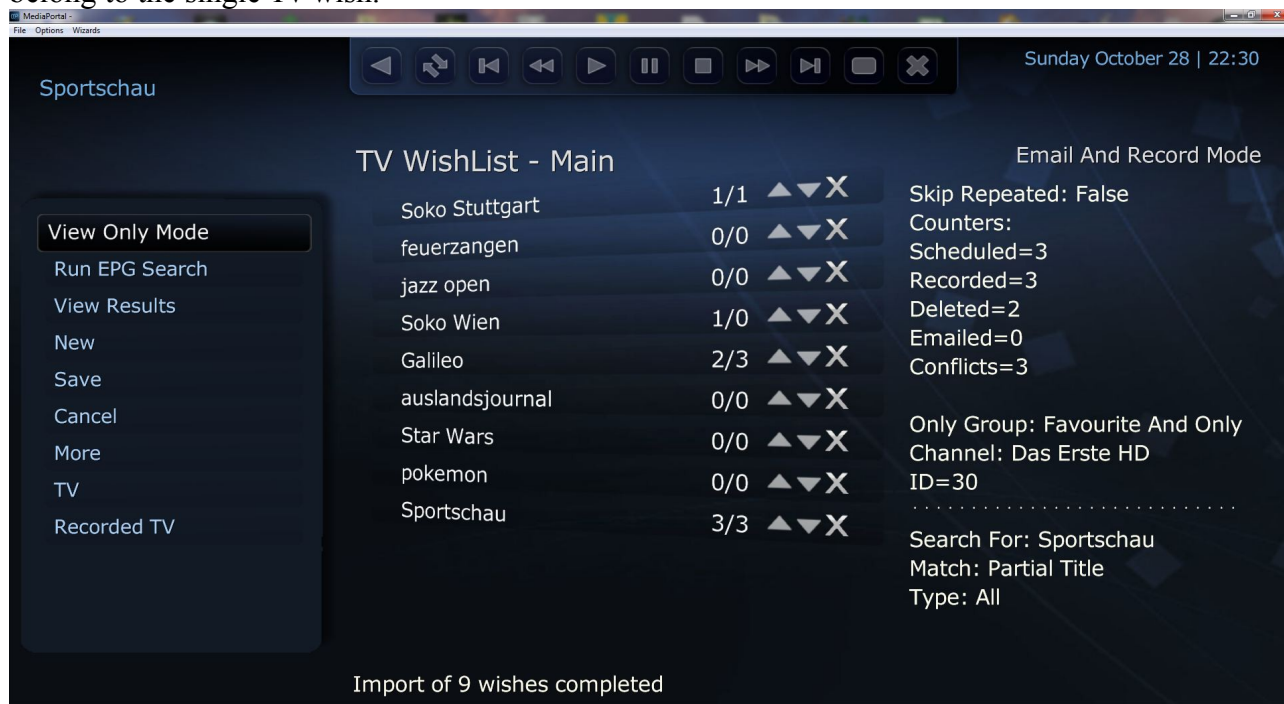 belong to the single TV wish.
MediaPortal -
File Options Wizards
Sunday October 28 | 22:30
Sportschau
TV WishList - Main
Email And Record Mode
View Only Mode
Run EPG Search
View Results
New
Save
Cancel
More
TV
Recorded TV
Soko Stuttgart 1/1 X
feuerzangen 0/0 X
jazz open 0/0 X
Soko Wien 1/0 X
Galileo 2/3 X
auslandsjournal 0/0 X
Star Wars 0/0 X
pokemon 0/0 X
Sportschau 3/3 X
Skip Repeated: False
Counters:
Scheduled=3
Recorded=3
Deleted=2
Emailed=0
Conflicts=3
Only Group: Favourite And Only
Channel: Das Erste HD
ID=30
Search For: Sportschau
Match: Partial Title
Type: All
Import of 9 wishes completed